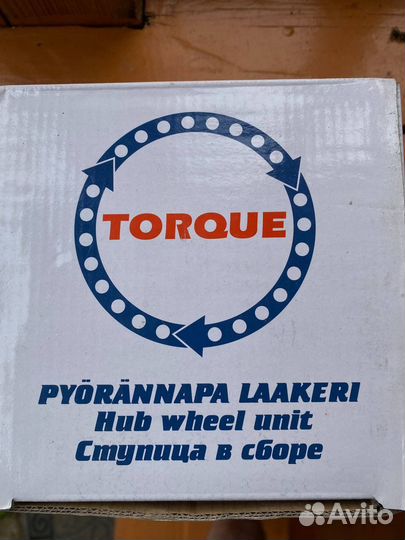 TORQUE
PYÖRÄNNAPA LAAKERI
Hub wheel unit
Ступица в сборе
Avito